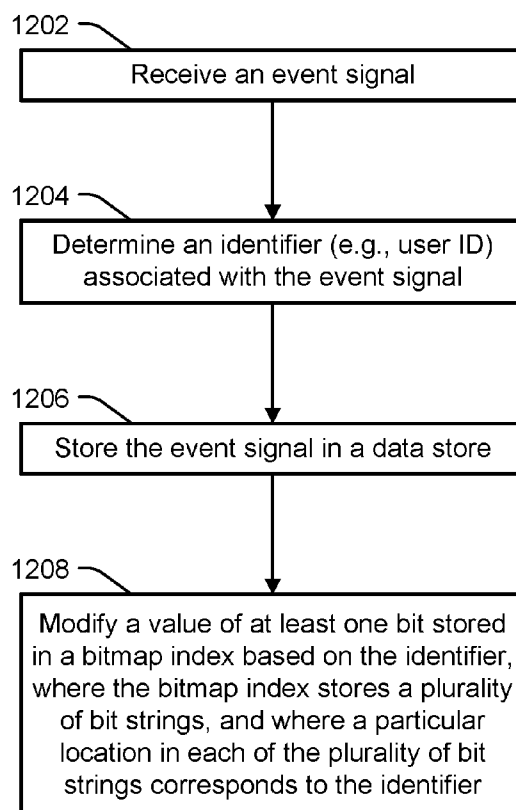 1202
Receive an event signal
1204
Determine an identifier (e.g., user ID)
associated with the event signal
1206
Store the event signal in a data store
1208
Modify a value of at least one bit stored
in a bitmap index based on the identifier,
where the bitmap index stores a plurality
of bit strings, and where a particular
location in each of the plurality of bit
strings corresponds to the identifier